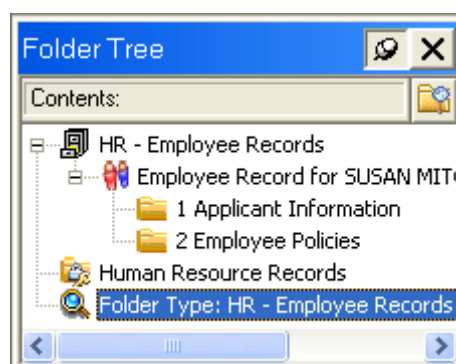 Folder Tree
Contents:
HR - Employee Records
Employee Record for SUSAN
1 Applicant Information
2 Employee Policies
Human Resource Records
Folder Type: HR - Employee Records